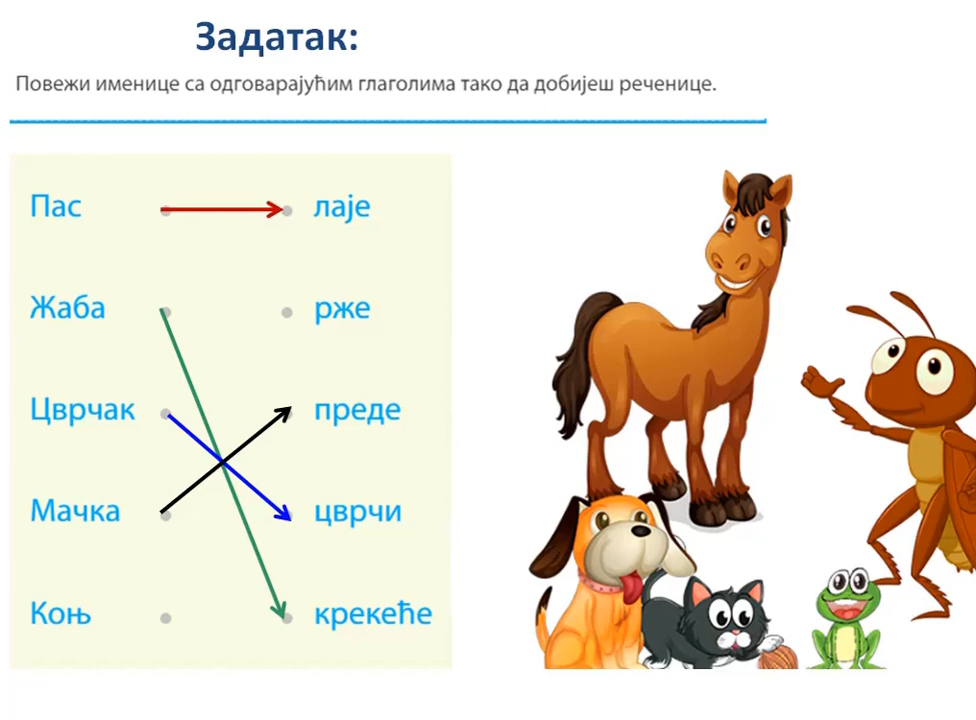 Задатак:
Повежи именице са одговарајућим глаголима тако да добијеш реченице.
Пас лаје
Жаба рже
Цврчак преде
Мачка цврчи
Коњ крекеће